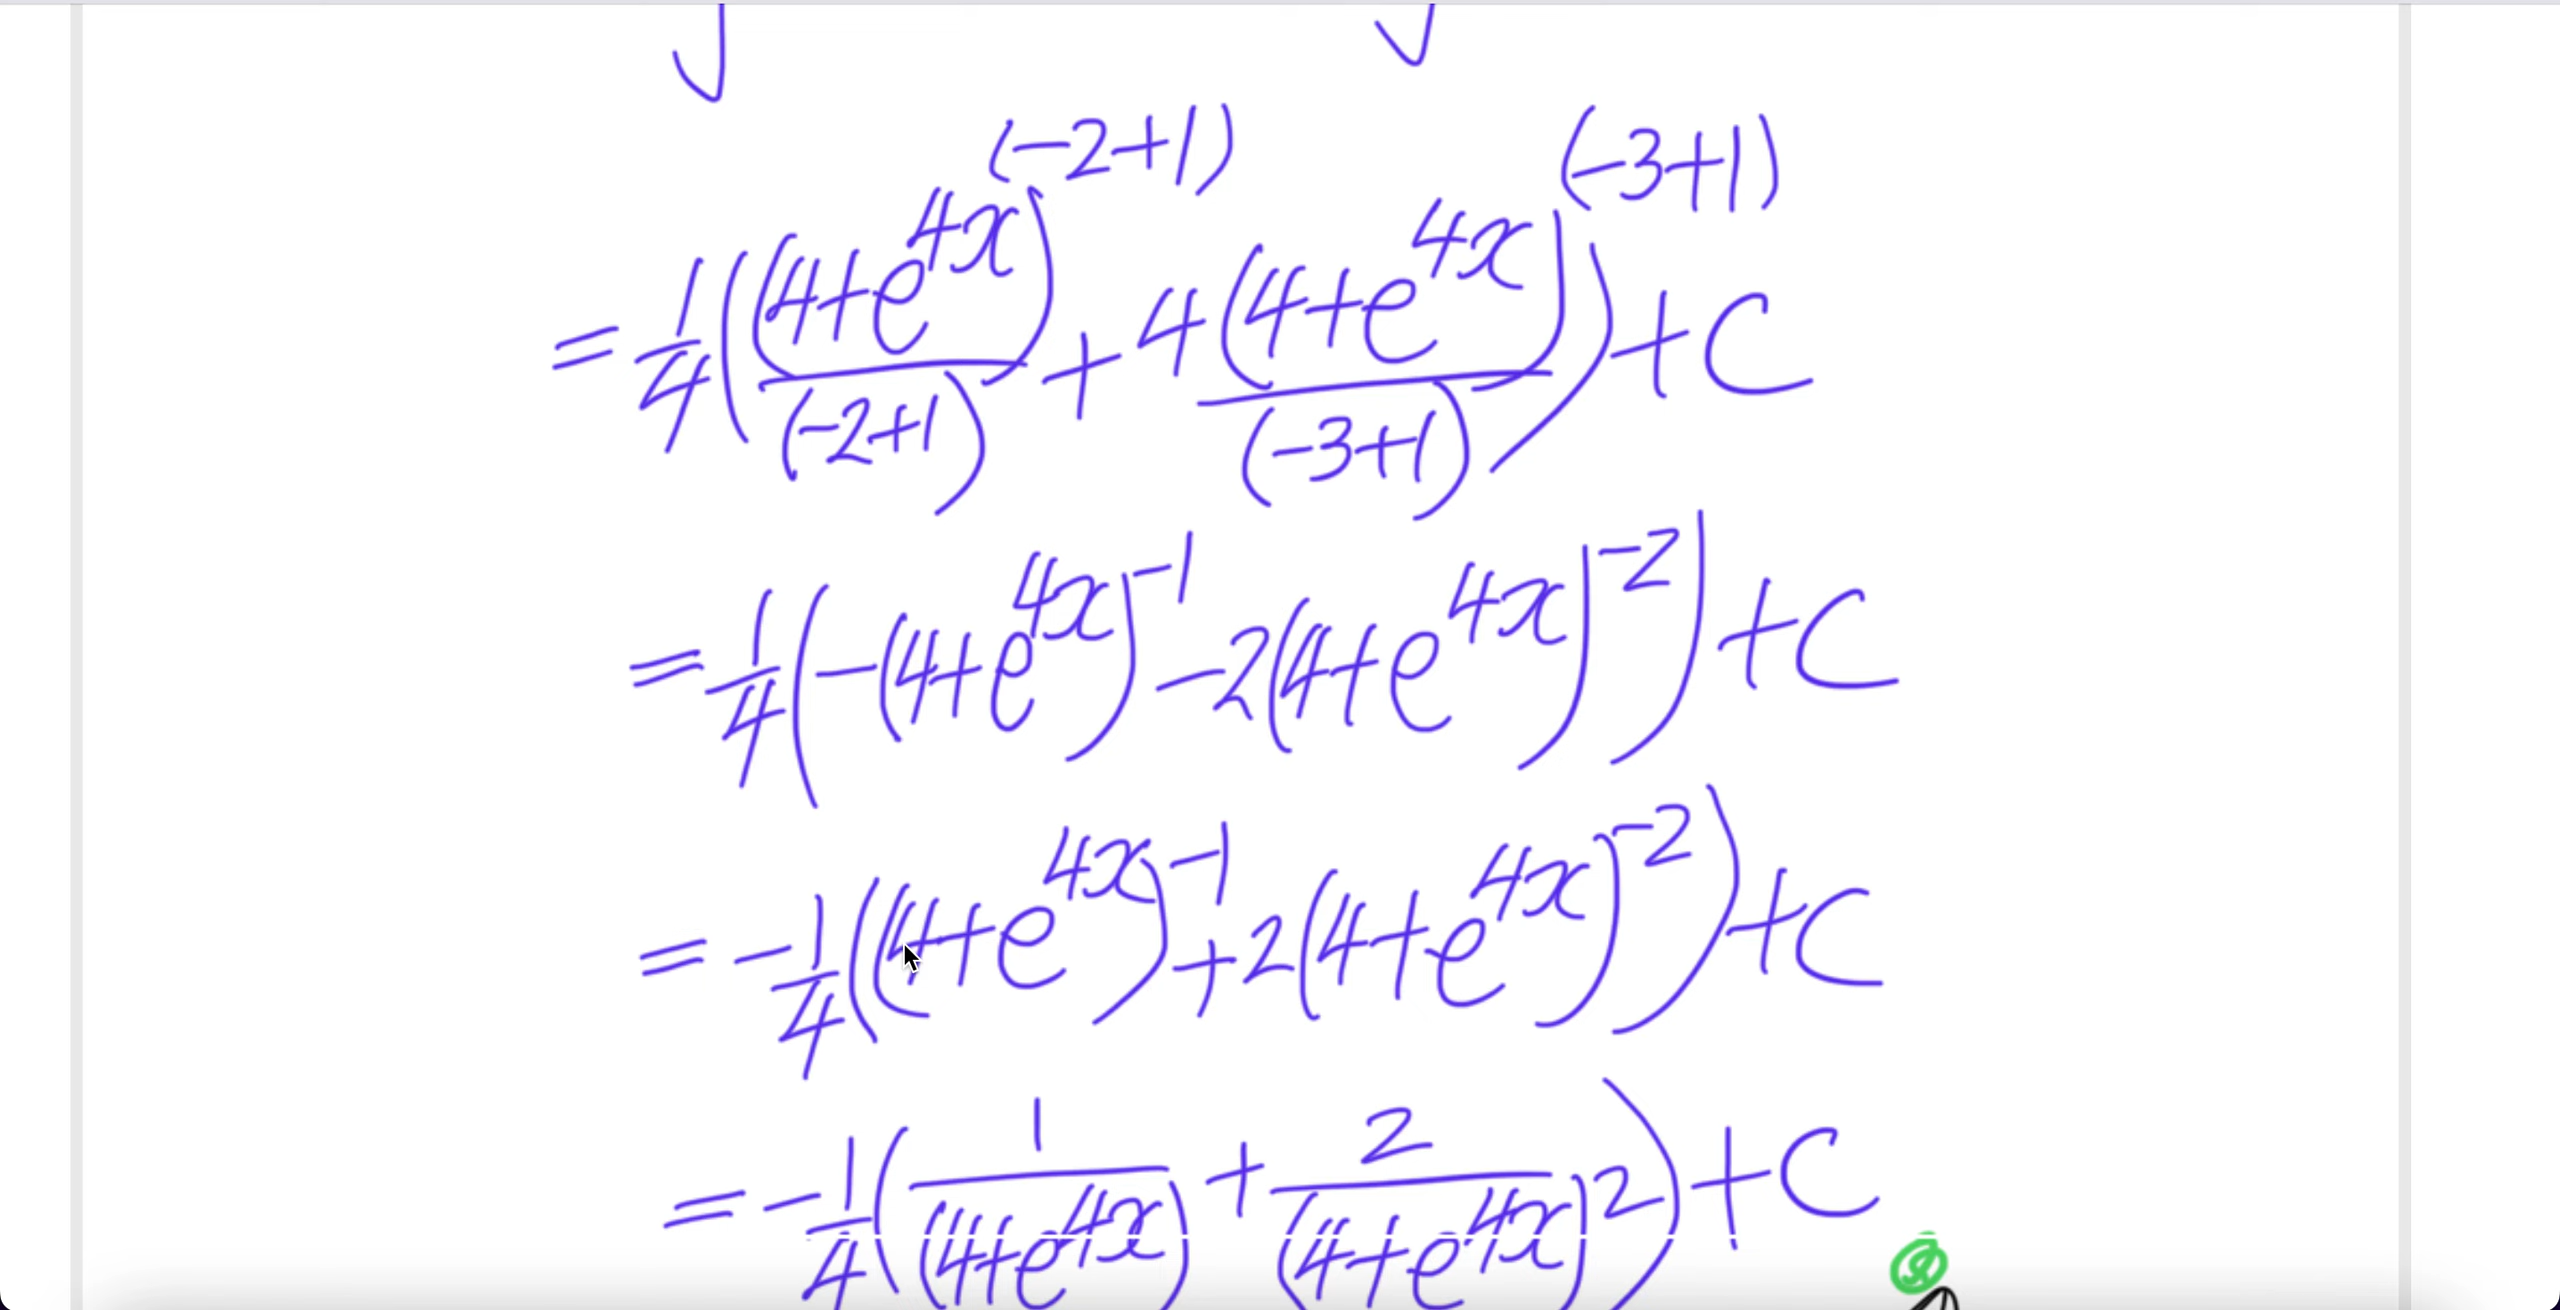 = 1/4 ( (4+e^{4x})^{(-2+1)} / (-2+1) + 4(4+e^{4x})^{(-3+1)} / (-3+1) ) + C
= 1/4 ( -(4+e^{4x})^{-1} - 2(4+e^{4x})^{-2} ) + C
= -1/4 ( (4+e^{4x})^{-1} + 2(4+e^{4x})^{-2} ) + C
= -1/4 ( 1 / (4+e^{4x}) + 2 / (4+e^{4x})^2 ) + C